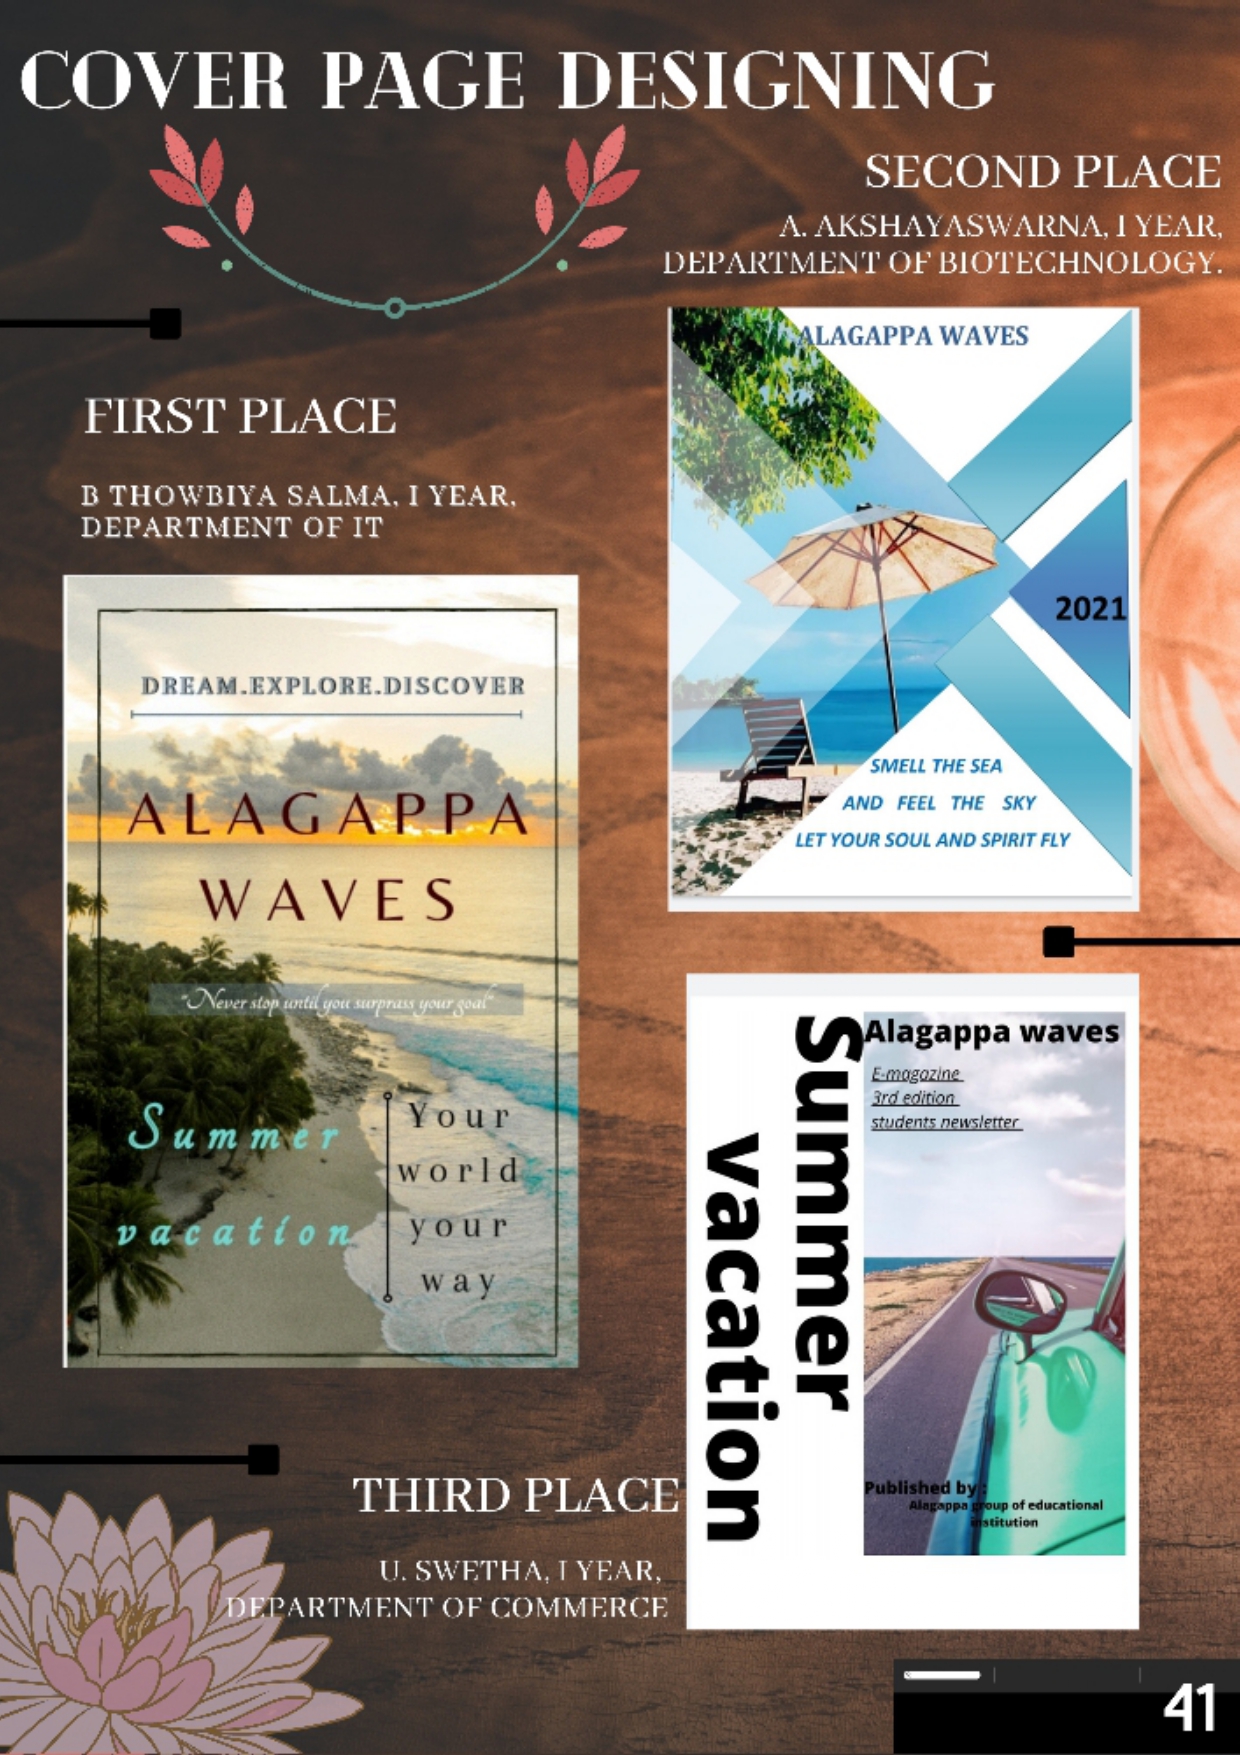 COVER PAGE DESIGNING
SECOND PLACE
A. AKSHAYASWARNA, I YEAR,
DEPARTMENT OF BIOTECHNOLOGY.
ALAGAPPA WAVES
2021
SMELL THE SEA
AND FEEL THE SKY
LET YOUR SOUL AND SPIRIT FLY
FIRST PLACE
B THOWBIYA SALMA, I YEAR,
DEPARTMENT OF IT
DREAM.EXPLORE.DISCOVER
ALAGAPPA
WAVES
"Never stop until you surprass your goal"
Summer
vacation
Your
world
your
way
Summer
vacation
Alagappa waves
E-magazine
3rd edition
students newsletter
Published by :
Alagappa group of educational
institution
THIRD PLACE
U. SWETHA, I YEAR,
DEPARTMENT OF COMMERCE
41